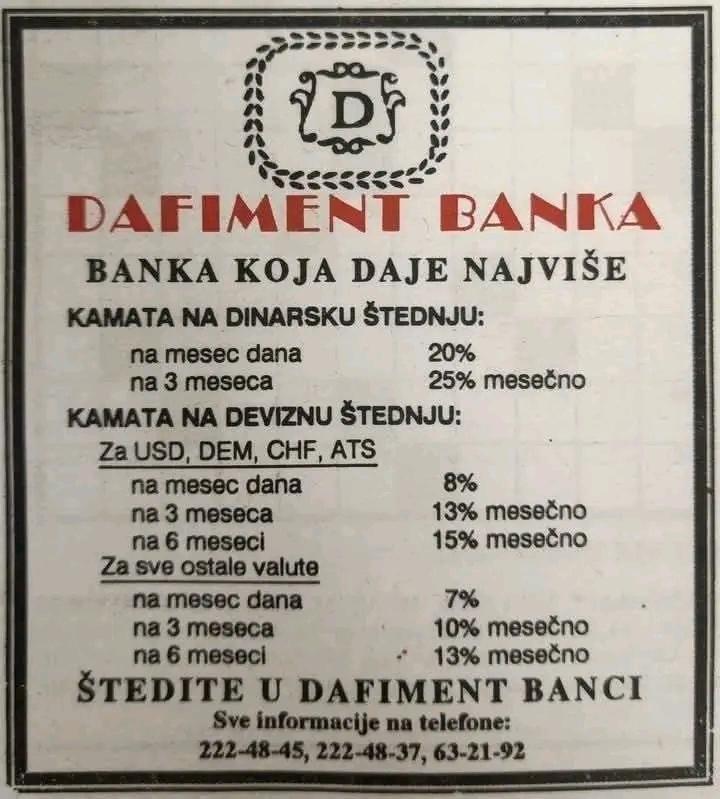 D
DAFIMENT BANKA
BANKA KOJA DAJE NAJVIŠE
KAMATA NA DINARSKU ŠTEDNJU:
na mesec dana 20%
na 3 meseca 25% mesečno
KAMATA NA DEVIZNU ŠTEDNJU:
Za USD, DEM, CHF, ATS
na mesec dana 8%
na 3 meseca 13% mesečno
na 6 meseci 15% mesečno
Za sve ostale valute
na mesec dana 7%
na 3 meseca 10% mesečno
na 6 meseci 13% mesečno
ŠTEDITE U DAFIMENT BANCI
Sve informacije na telefone:
222-48-45, 222-48-37, 63-21-92